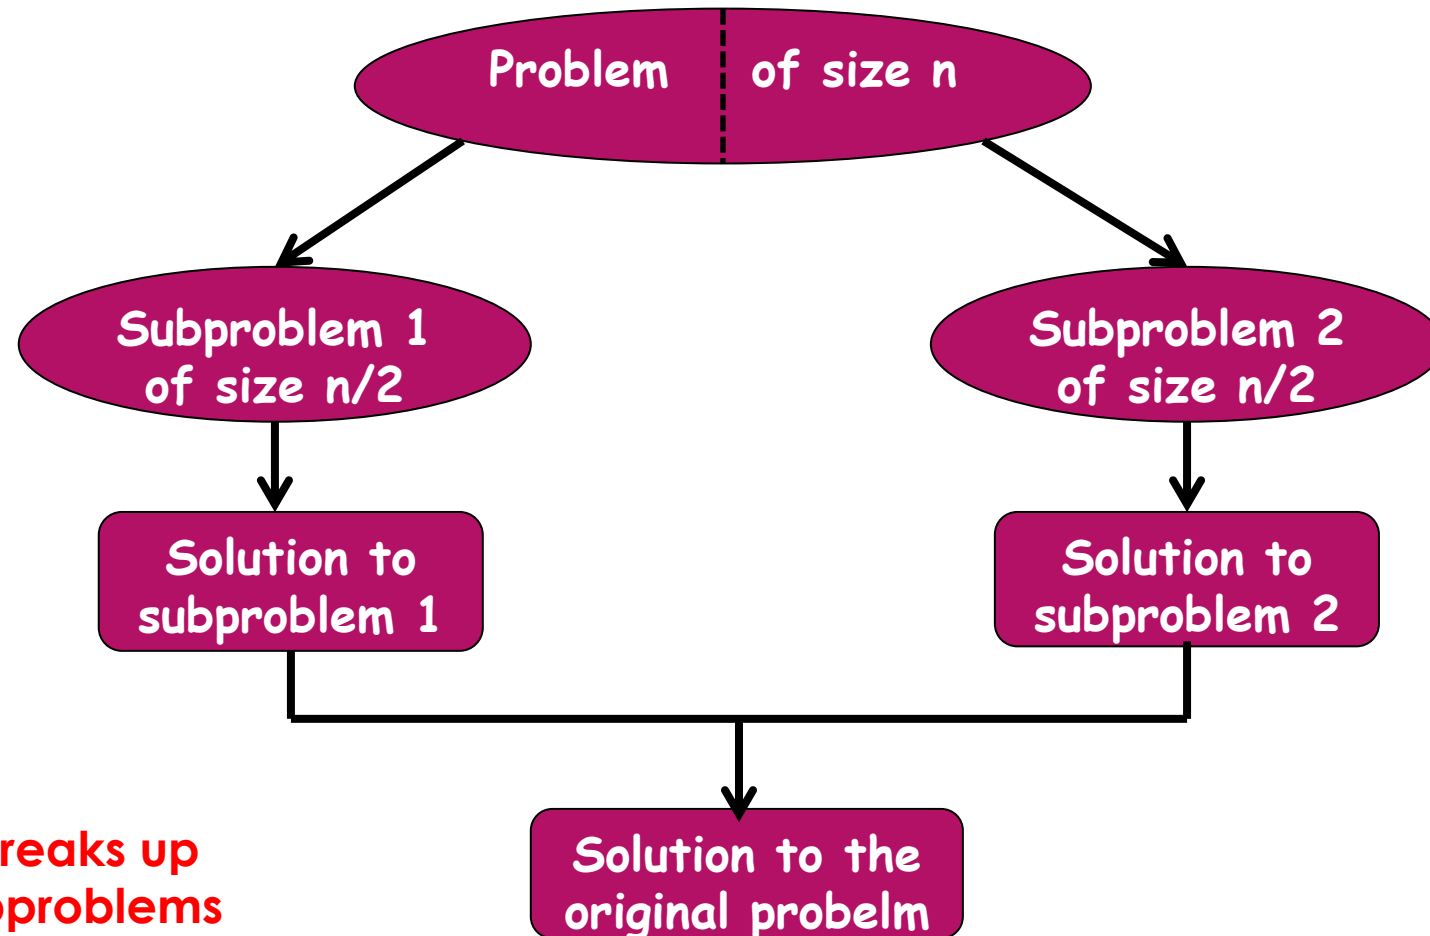 Problem of size n
Subproblem 1
of size n/2
Subproblem 2
of size n/2
Solution to
subproblem 1
Solution to
subproblem 2
Solution to the
original probelm
reaks up
problems